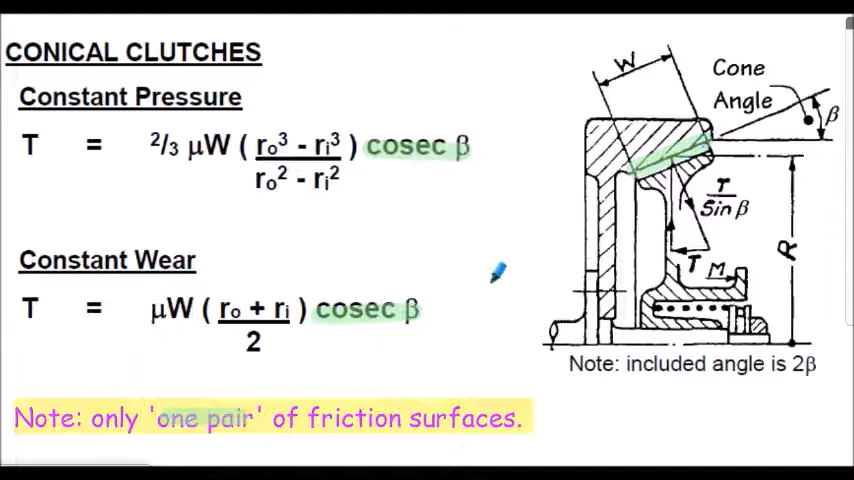 CONICAL CLUTCHES
Constant Pressure
T = ²/₃ μW ( rₒ³ - rᵢ³ ) cosec β
rₒ² - rᵢ²
Constant Wear
T = μW ( rₒ + rᵢ ) cosec β
2
Note: only 'one pair' of friction surfaces.
W
Cone
Angle
β
T
Sin β
R
T
M
Note: included angle is 2β